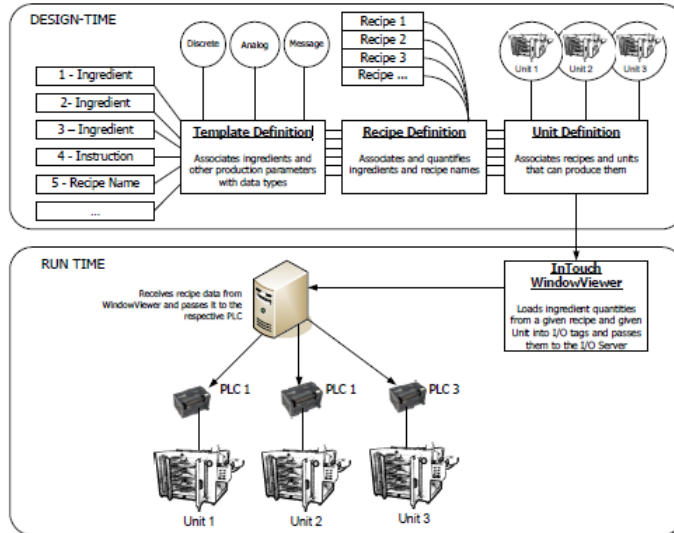 DESIGN-TIME
Discrete
Analog
Message
Recipe 1
Recipe 2
Recipe 3
Recipe ...
Unit 1
Unit 2
Unit 3
1 - Ingredient
2- Ingredient
3 – Ingredient
4 - Instruction
5 - Recipe Name
...
Template Definition
Associates ingredients and
other production parameters
with data types
Recipe Definition
Associates and quantifies
ingredients and recipe names
Unit Definition
Associates recipes and units
that can produce them
RUN TIME
InTouch
WindowViewer
Loads ingredient quantities
from a given recipe and given
Unit into I/O tags and passes
them to the I/O Server
Receives recipe data from
WindowViewer and passes it to the
respective PLC
PLC 1
PLC 1
PLC 3
Unit 1
Unit 2
Unit 3